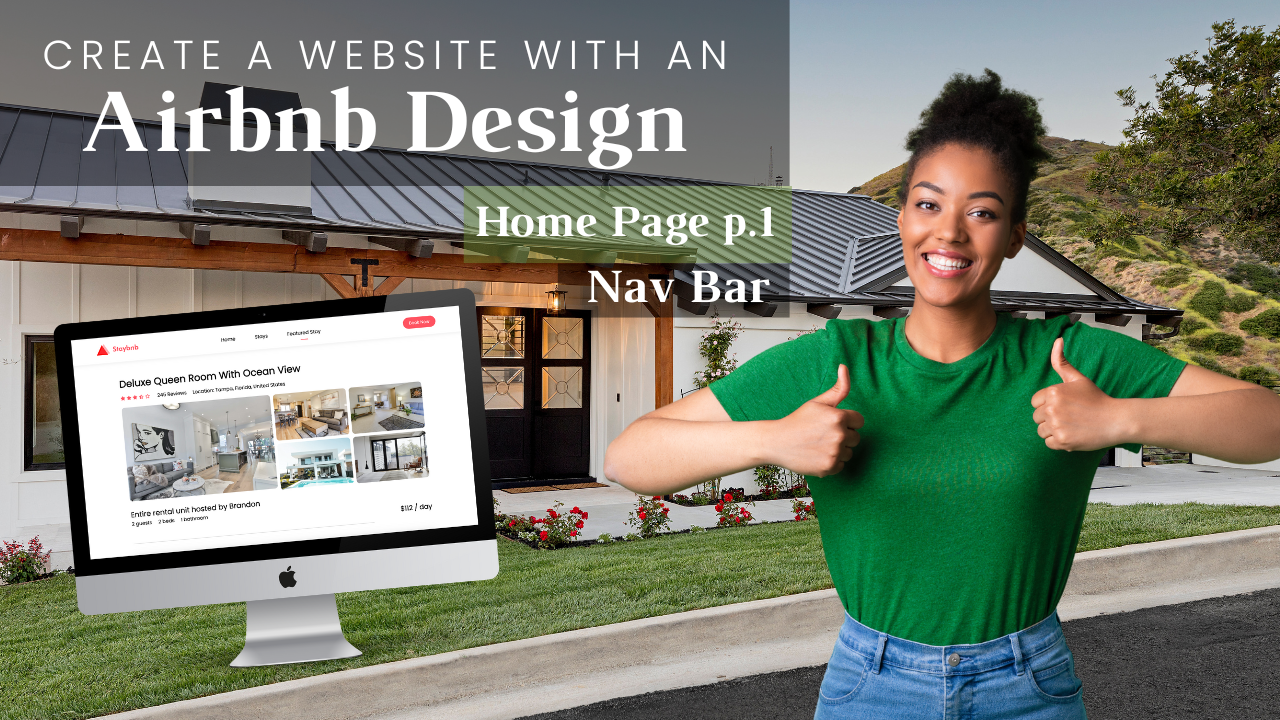 CREATE A WEBSITE WITH AN
Airbnb Design
Home Page p.1
Nav Bar
T
Staybnb
Home Stays Featured Stay
Book Now
Deluxe Queen Room With Ocean View
245 Reviews Location: Tampa, Florida, United States
Entire rental unit hosted by Brandon
2 guests 2 beds 1 bathroom
$112 / day